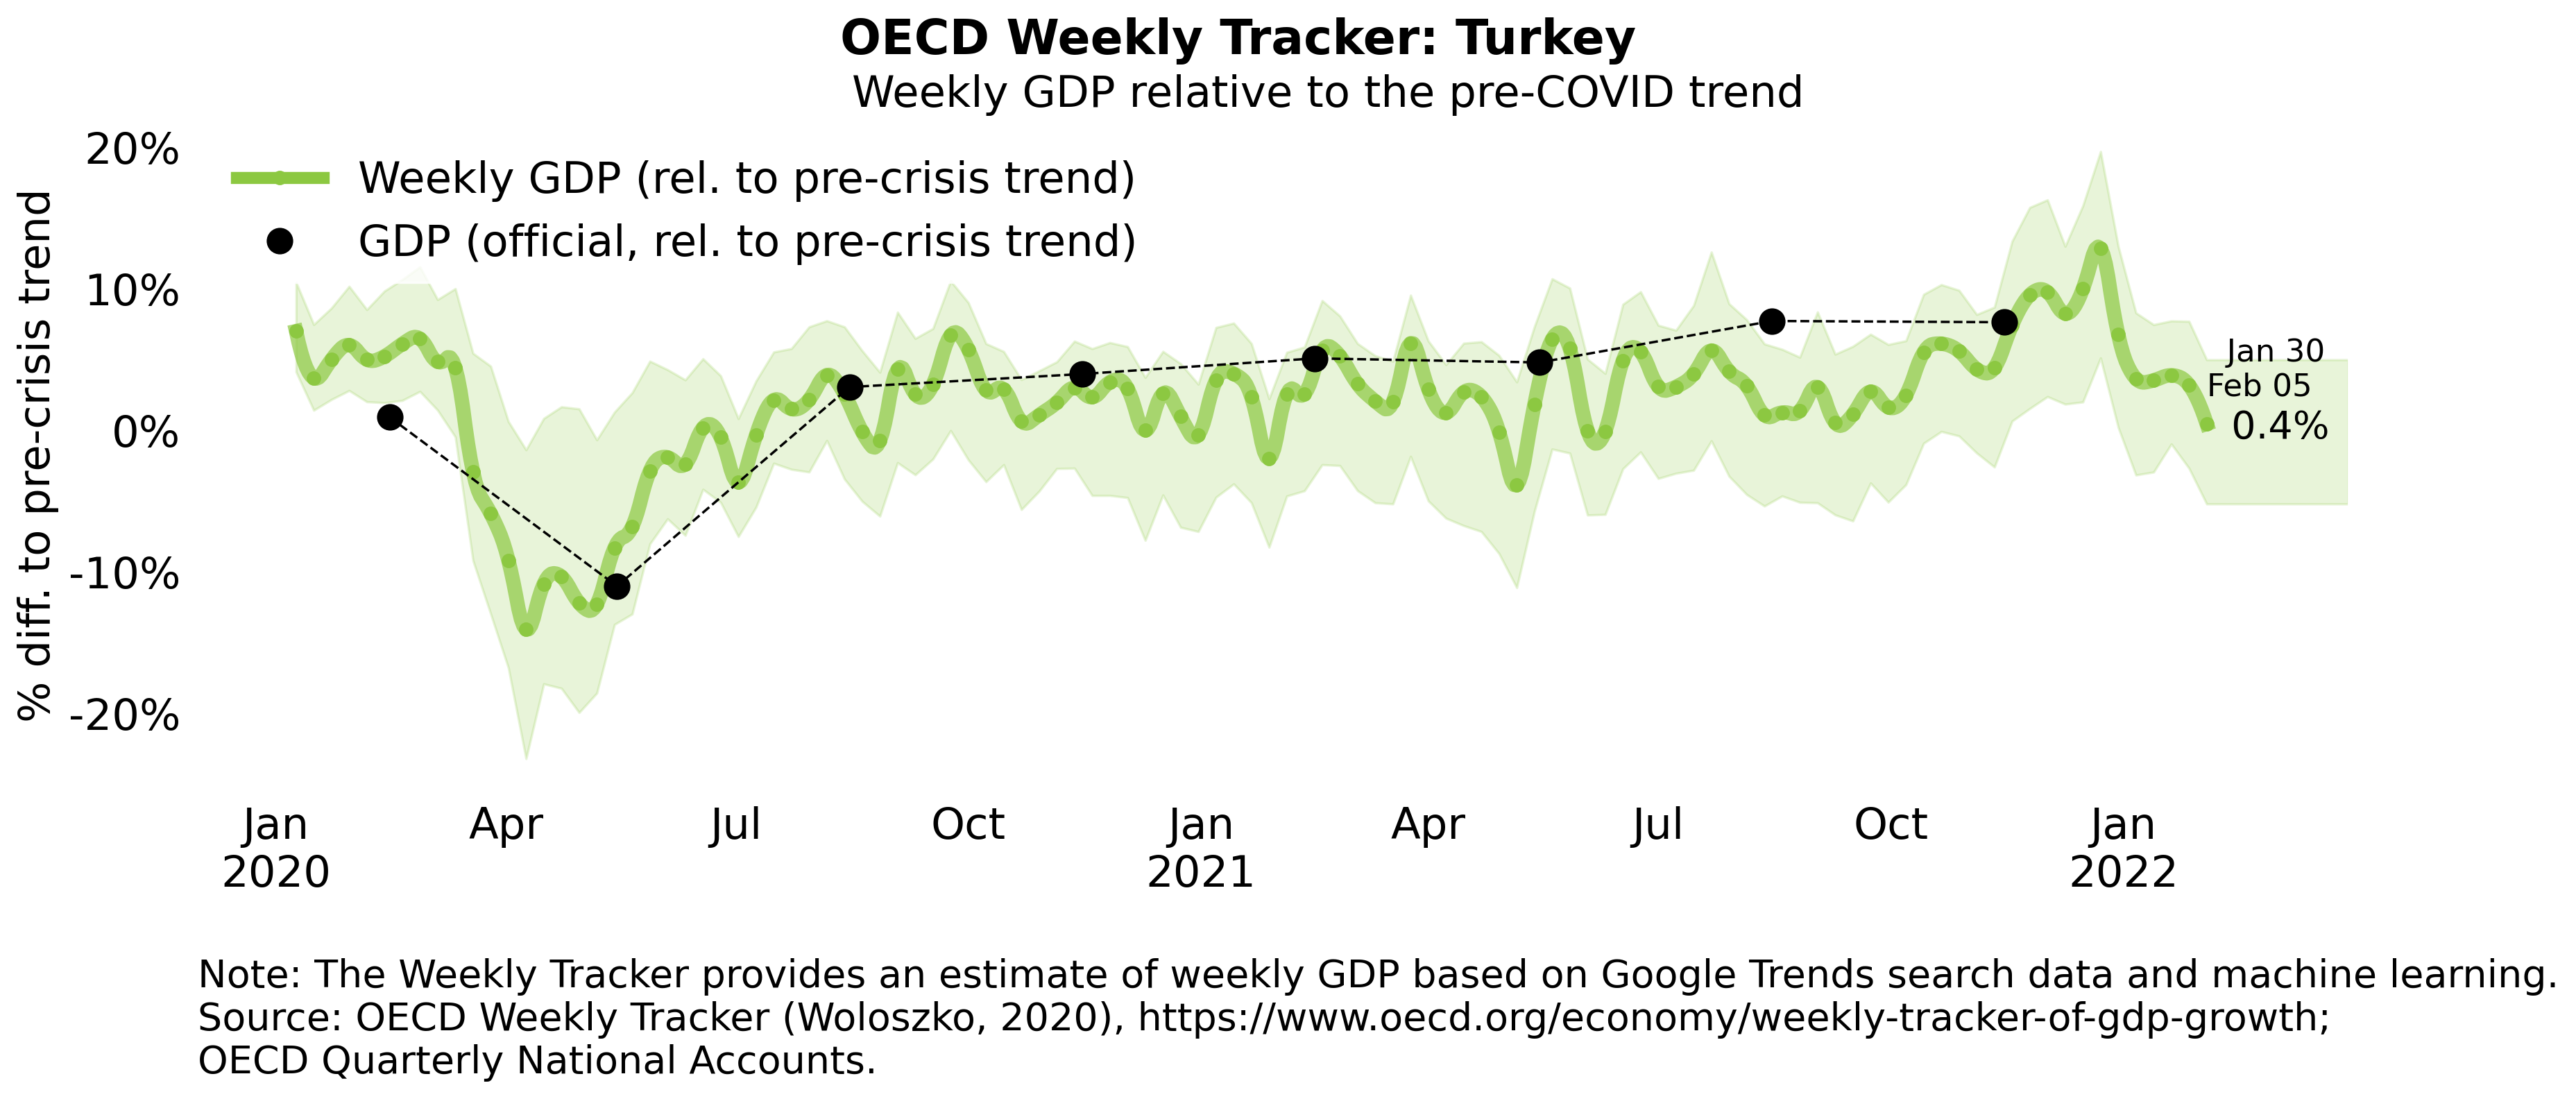 OECD Weekly Tracker: Turkey
Weekly GDP relative to the pre-COVID trend
% diff. to pre-crisis trend
20%
10%
0%
-10%
-20%
Weekly GDP (rel. to pre-crisis trend)
GDP (official, rel. to pre-crisis trend)
Jan 30
Feb 05
0.4%
Jan Apr Jul Oct Jan Apr Jul Oct Jan
2020 2021 2022
Note: The Weekly Tracker provides an estimate of weekly GDP based on Google Trends search data and machine learning.
Source: OECD Weekly Tracker (Woloszko, 2020), https://www.oecd.org/economy/weekly-tracker-of-gdp-growth;
OECD Quarterly National Accounts.